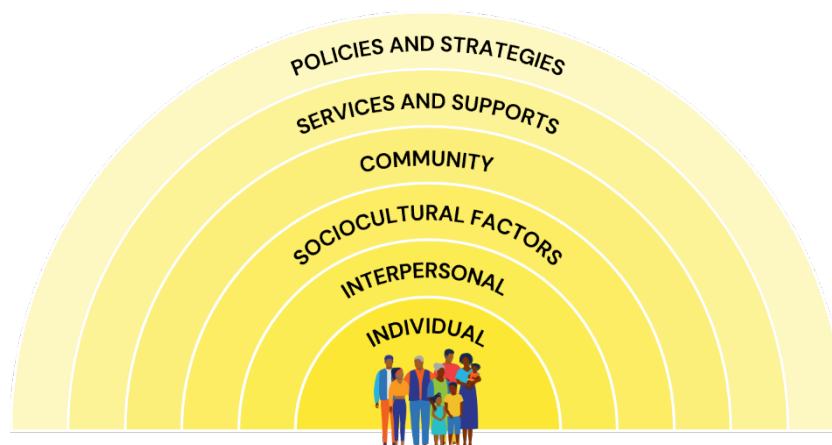 POLICIES AND STRATEGIES
SERVICES AND SUPPORTS
COMMUNITY
SOCIOCULTURAL FACTORS
INTERPERSONAL
INDIVIDUAL